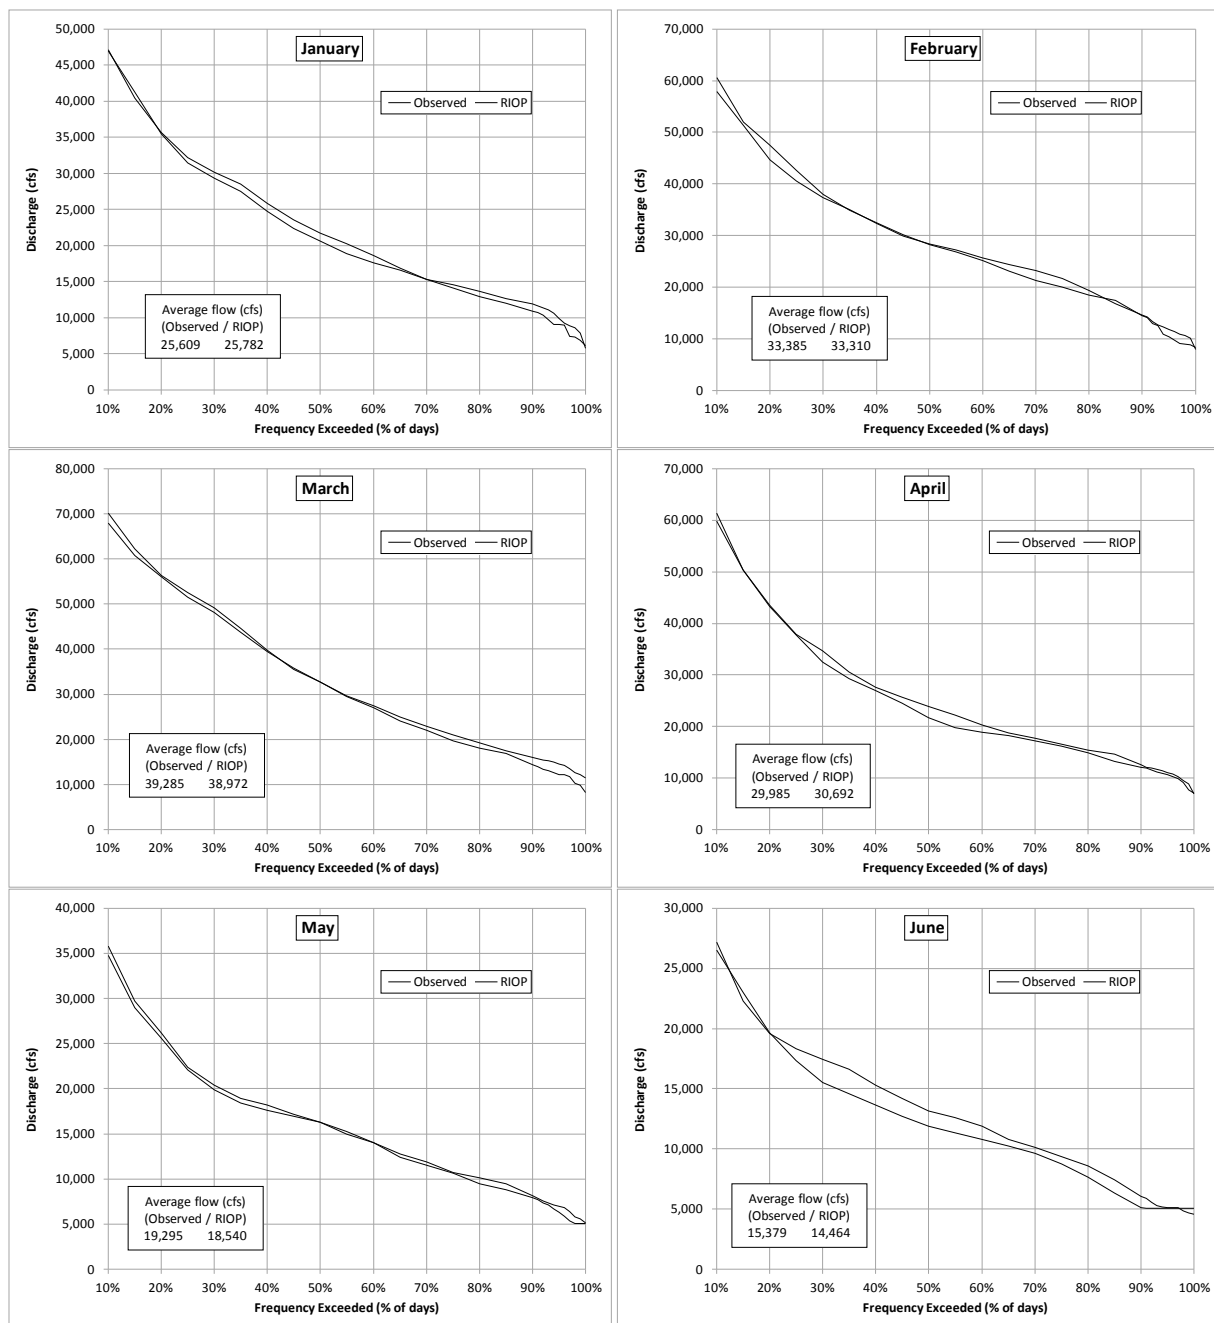 January
Observed RIOP
50,000
45,000
40,000
35,000
30,000
25,000
20,000
15,000
10,000
5,000
0
Discharge (cfs)
Average flow (cfs)
(Observed / RIOP)
25,609 25,782
10% 20% 30% 40% 50% 60% 70% 80% 90% 100%
Frequency Exceeded (% of days)
February
Observed RIOP
70,000
60,000
50,000
40,000
30,000
20,000
10,000
0
Discharge (cfs)
Average flow (cfs)
(Observed / RIOP)
33,385 33,310
10% 20% 30% 40% 50% 60% 70% 80% 90% 100%
Frequency Exceeded (% of days)
March
Observed RIOP
80,000
70,000
60,000
50,000
40,000
30,000
20,000
10,000
0
Discharge (cfs)
Average flow (cfs)
(Observed / RIOP)
39,285 38,972
10% 20% 30% 40% 50% 60% 70% 80% 90% 100%
Frequency Exceeded (% of days)
April
Observed RIOP
70,000
60,000
50,000
40,000
30,000
20,000
10,000
0
Discharge (cfs)
Average flow (cfs)
(Observed / RIOP)
29,985 30,692
10% 20% 30% 40% 50% 60% 70% 80% 90% 100%
Frequency Exceeded (% of days)
May
Observed RIOP
40,000
35,000
30,000
25,000
20,000
15,000
10,000
5,000
0
Discharge (cfs)
Average flow (cfs)
(Observed / RIOP)
19,295 18,540
10% 20% 30% 40% 50% 60% 70% 80% 90% 100%
Frequency Exceeded (% of days)
June
Observed RIOP
30,000
25,000
20,000
15,000
10,000
5,000
0
Discharge (cfs)
Average flow (cfs)
(Observed / RIOP)
15,379 14,464
10% 20% 30% 40% 50% 60% 70% 80% 90% 100%
Frequency Exceeded (% of days)